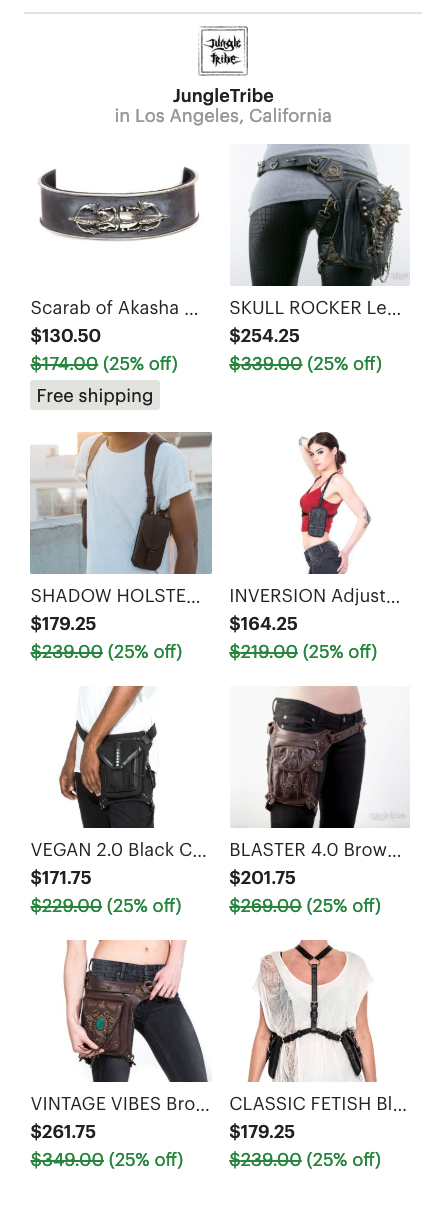 Jungle
Tribe
JungleTribe
in Los Angeles, California
Scarab of Akasha ...
$130.50
$174.00 (25% off)
Free shipping
SKULL ROCKER Le...
$254.25
$339.00 (25% off)
SHADOW HOLSTE...
$179.25
$239.00 (25% off)
INVERSION Adjust...
$164.25
$219.00 (25% off)
VEGAN 2.0 Black C...
$171.75
$229.00 (25% off)
BLASTER 4.0 Brow...
$201.75
$269.00 (25% off)
VINTAGE VIBES Bro...
$261.75
$349.00 (25% off)
CLASSIC FETISH Bl...
$179.25
$239.00 (25% off)